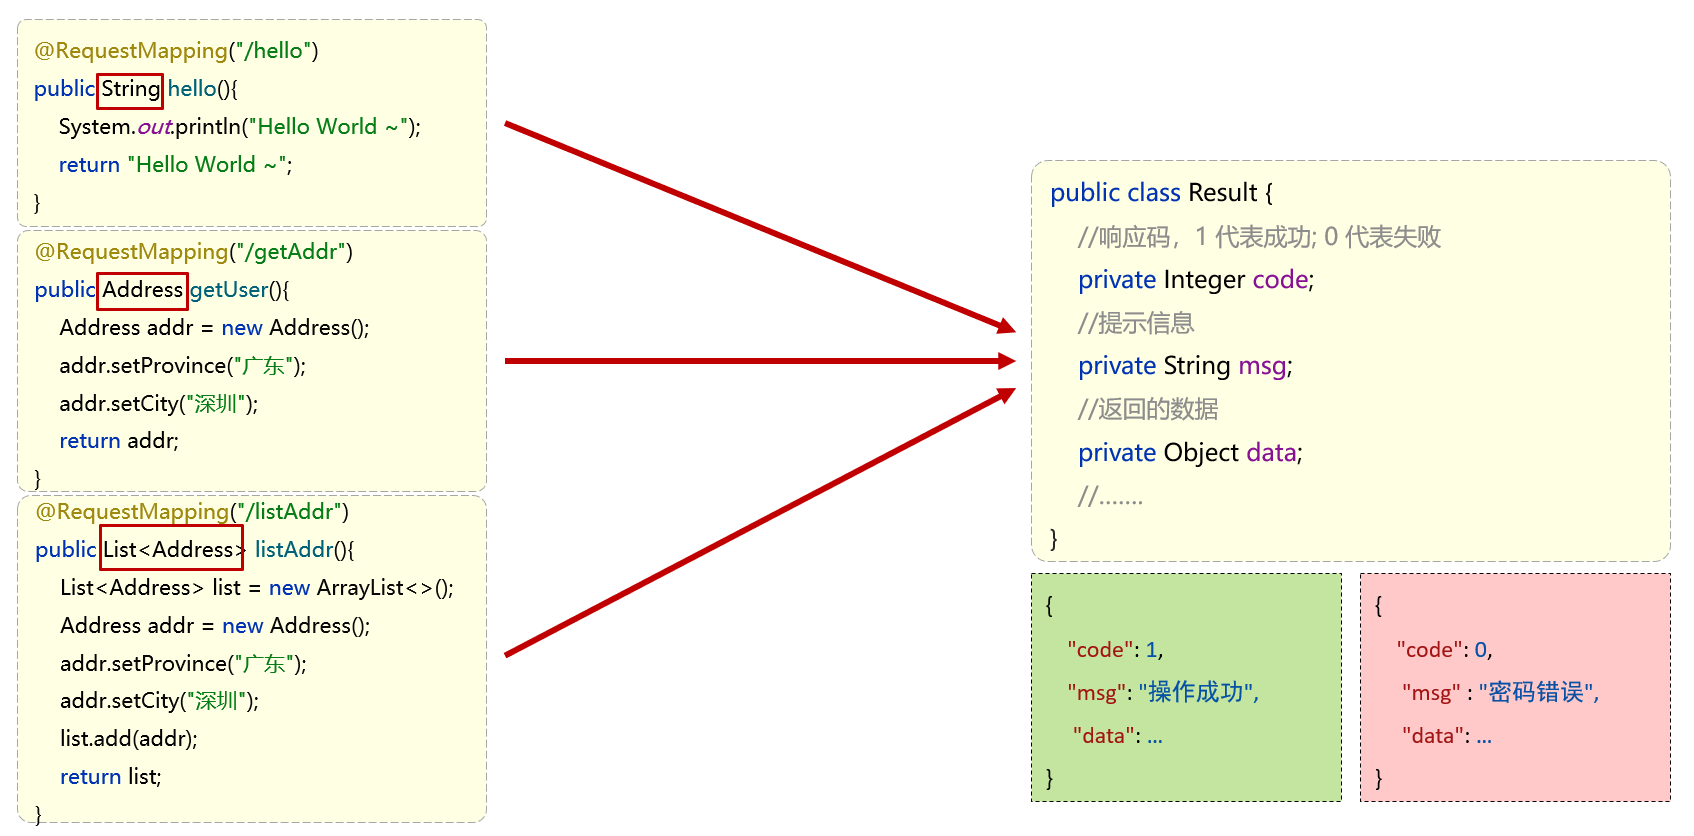 @RequestMapping("/hello")
public String hello(){
System.out.println("Hello World ~");
return "Hello World ~";
}
@RequestMapping("/getAddr")
public Address getUser(){
Address addr = new Address();
addr.setProvince("广东");
addr.setCity("深圳");
return addr;
}
@RequestMapping("/listAddr")
public List<Address> listAddr(){
List<Address> list = new ArrayList<>();
Address addr = new Address();
addr.setProvince("广东");
addr.setCity("深圳");
list.add(addr);
return list;
}
public class Result {
//响应码，1 代表成功; 0 代表失败
private Integer code;
//提示信息
private String msg;
//返回的数据
private Object data;
//.......
}
{
"code": 1,
"msg": "操作成功",
"data": ...
}
{
"code": 0,
"msg" : "密码错误",
"data": ...
}